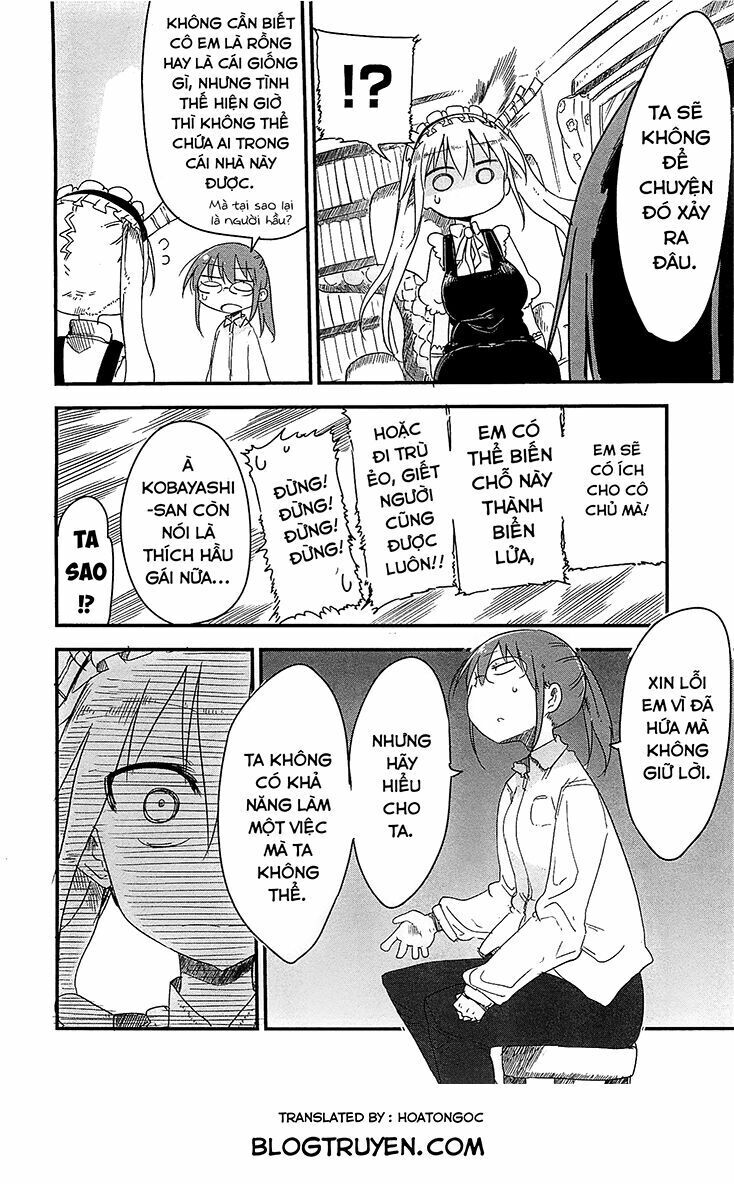 TA SẼ
KHÔNG
ĐỂ
CHUYỆN
ĐÓ XẢY
RA
ĐÂU.
!?
KHÔNG CẦN BIẾT
CÔ EM LÀ RỒNG
HAY LÀ CÁI GIỐNG
GÌ, NHƯNG TÌNH
THẾ HIỆN GIỜ
THÌ KHÔNG THỂ
CHỨA AI TRONG
CÁI NHÀ NÀY
ĐƯỢC.
Mà tại sao lại
là người hầu?
EM SẼ
CÓ ÍCH
CHO CÔ
CHỦ MÀ!
EM CÓ
THỂ BIẾN
CHỖ NÀY
THÀNH
BIỂN
LỬA,
HOẶC
ĐI TRÙ
ẺO, GIẾT
NGƯỜI
CŨNG
ĐƯỢC
LUÔN!!
ĐỪNG!
ĐỪNG!
ĐỪNG!
ĐỪNG!
À
KOBAYASHI
-SAN CÒN
NÓI LÀ
THÍCH HẦU
GÁI NỮA...
TA
SAO
!?
XIN LỖI
EM VÌ ĐÃ
HỨA MÀ
KHÔNG
GIỮ LỜI.
NHƯNG
HÃY
HIỂU
CHO
TA.
TA KHÔNG
CÓ KHẢ
NĂNG LÀM
MỘT VIỆC
MÀ TA
KHÔNG
THỂ.
TRANSLATED BY : HOATONGOC
BLOGTRUYEN.COM